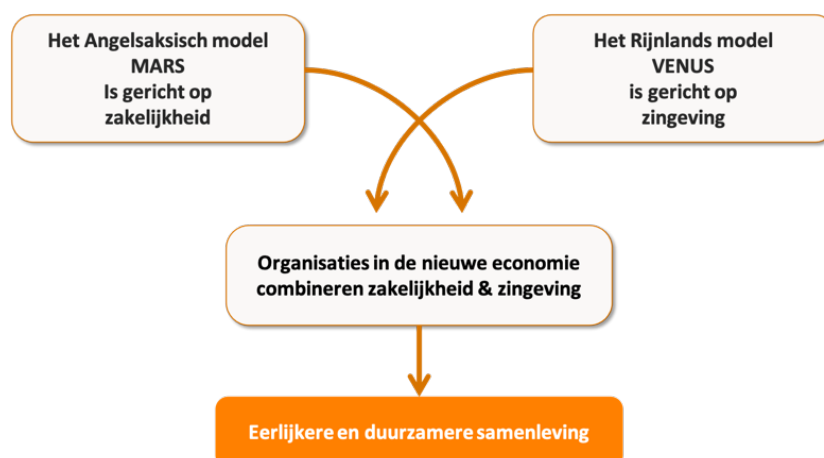 Het Angelsaksisch model
MARS
Is gericht op
zakelijkheid
Het Rijnlands model
VENUS
is gericht op
zingeving
Organisaties in de nieuwe economie
combineren zakelijkheid & zingeving
Eerlijkere en duurzamere samenleving